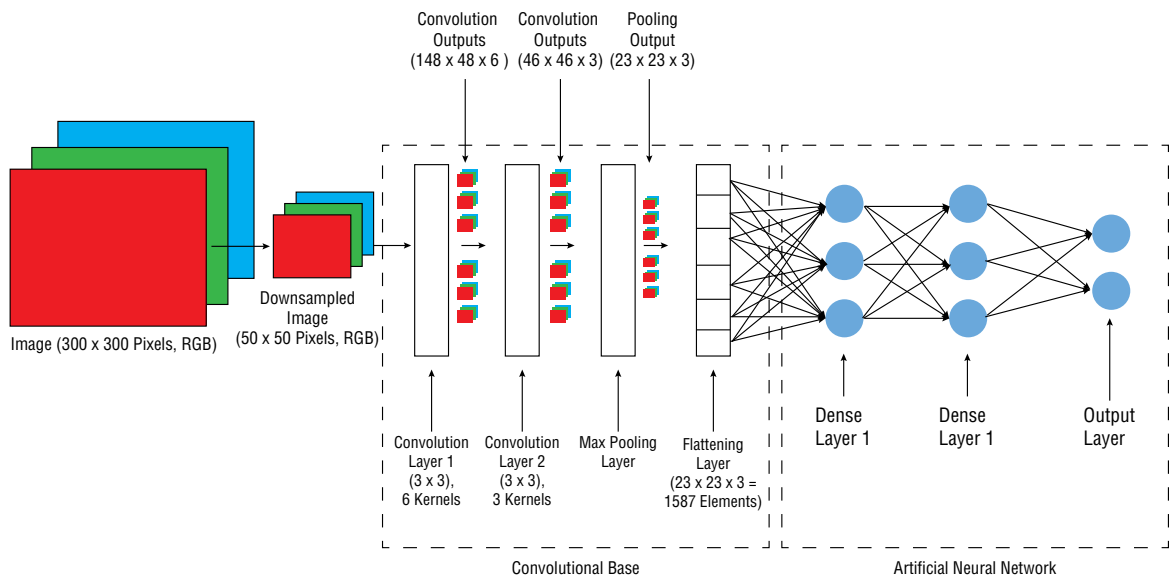 Convolution
Outputs
(148 x 48 x 6 )
Convolution
Outputs
(46 x 46 x 3)
Pooling
Output
(23 x 23 x 3)
Image (300 x 300 Pixels, RGB)
Downsampled
Image
(50 x 50 Pixels, RGB)
Convolution
Layer 1
(3 x 3),
6 Kernels
Convolution
Layer 2
(3 x 3),
3 Kernels
Max Pooling
Layer
Flattening
Layer
(23 x 23 x 3 =
1587 Elements)
Dense
Layer 1
Dense
Layer 1
Output
Layer
Convolutional Base
Artificial Neural Network